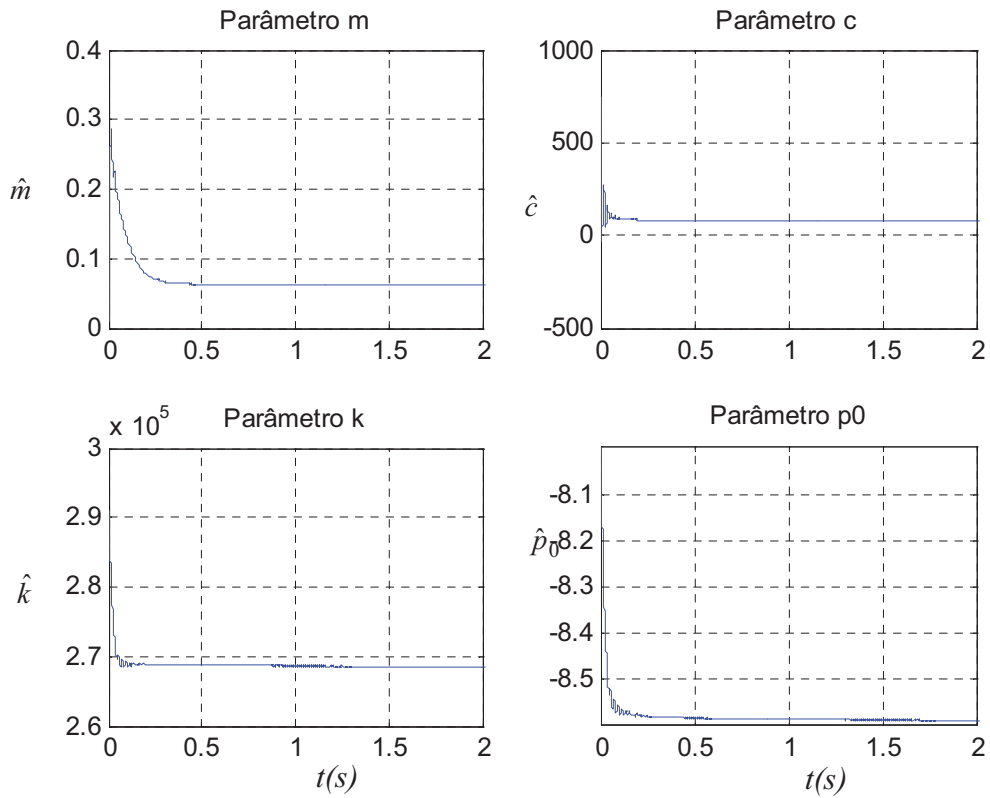 Parâmetro m
0.4
0.3
0.2
0.1
0
m̂
0 0.5 1 1.5 2
Parâmetro c
1000
500
0
-500
ĉ
0 0.5 1 1.5 2
x 10^5
Parâmetro k
3
2.9
2.8
2.7
2.6
k̂
0 0.5 1 1.5 2
t(s)
Parâmetro p0
-8.1
-8.2
-8.3
-8.4
-8.5
p̂0
0 0.5 1 1.5 2
t(s)